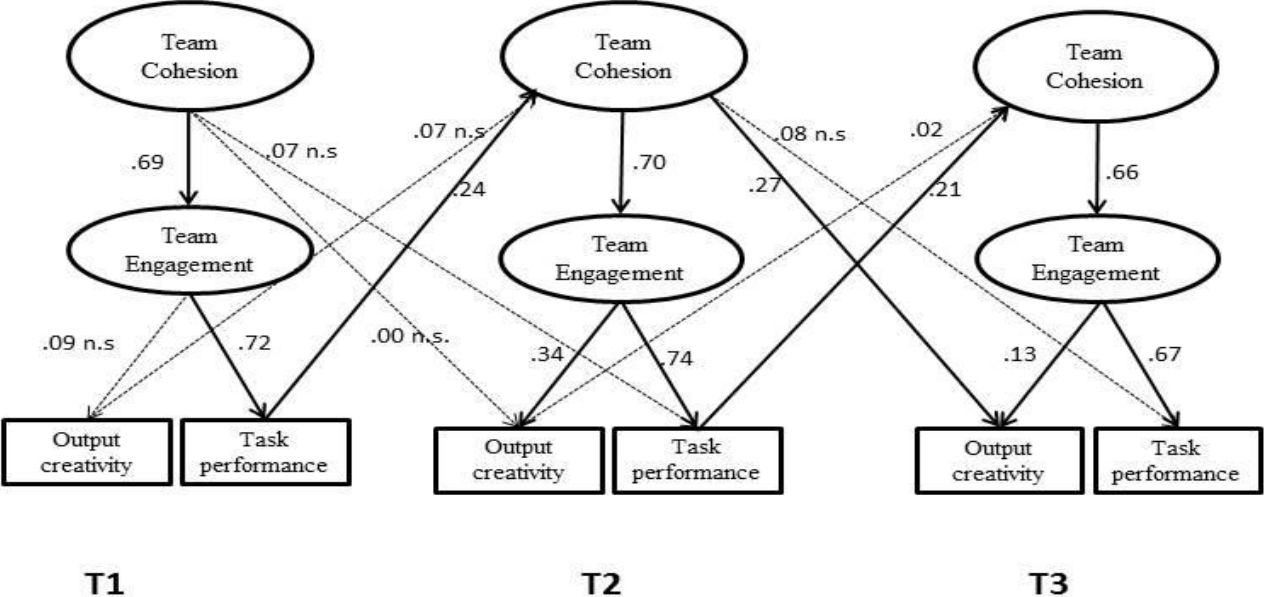 Team
Cohesion
Team
Cohesion
Team
Cohesion
.07 n.s
.08 n.s
.02
.69
.07 n.s
.70
.66
.24
.27
.21
Team
Engagement
Team
Engagement
Team
Engagement
.09 n.s
.72
.00 n.s.
.34
.74
.13
.67
Output
creativity
Task
performance
Output
creativity
Task
performance
Output
creativity
Task
performance
T1
T2
T3